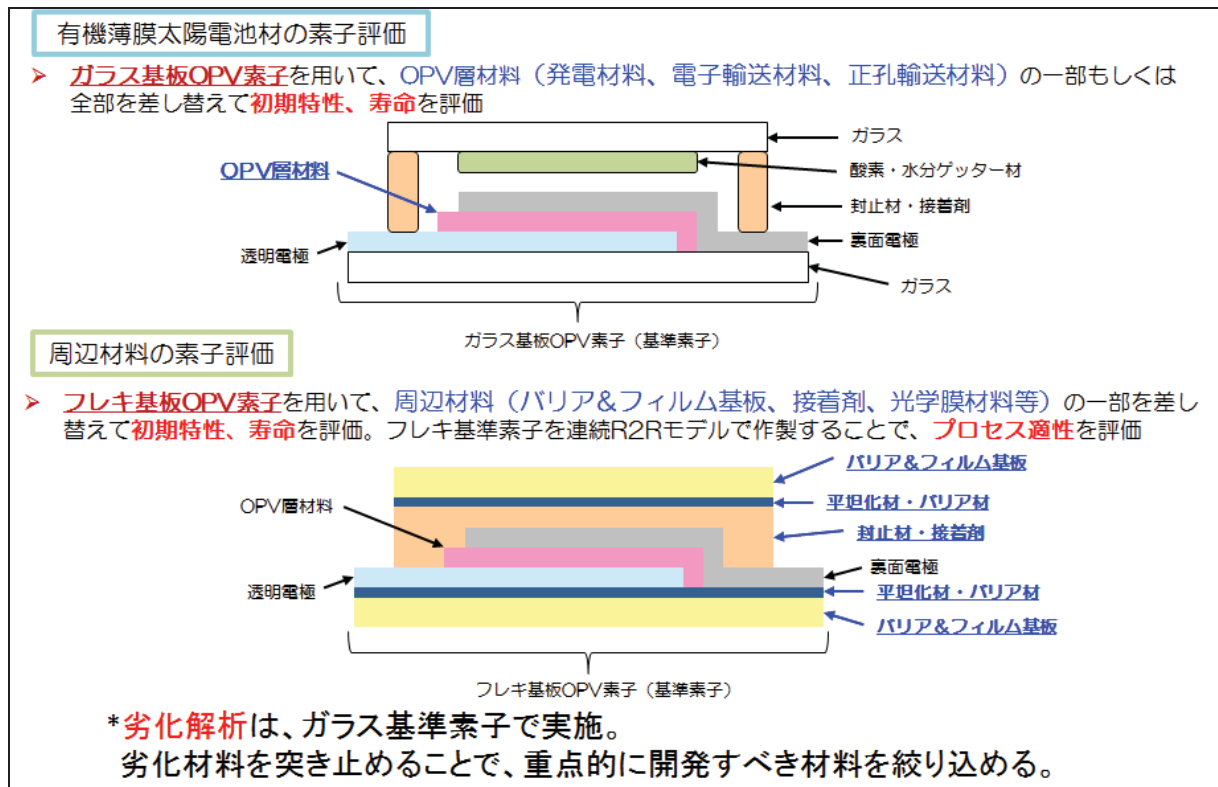 有機薄膜太陽電池材の素子評価
➢ ガラス基板OPV素子を用いて、OPV層材料（発電材料、電子輸送材料、正孔輸送材料）の一部もしくは
全部を差し替えて初期特性、寿命を評価
ガラス
OPV層材料
酸素・水分ゲッター材
封止材・接着剤
透明電極
裏面電極
ガラス
ガラス基板OPV素子（基準素子）
周辺材料の素子評価
➢ フレキ基板OPV素子を用いて、周辺材料（バリア&フィルム基板、接着剤、光学膜材料等）の一部を差し
替えて初期特性、寿命を評価。フレキ基準素子を連続R2Rモデルで作製することで、プロセス適性を評価
バリア&フィルム基板
OPV層材料
平坦化材・バリア材
封止材・接着剤
透明電極
裏面電極
平坦化材・バリア材
バリア&フィルム基板
フレキ基板OPV素子（基準素子）
*劣化解析は、ガラス基準素子で実施。
劣化材料を突き止めることで、重点的に開発すべき材料を絞り込める。